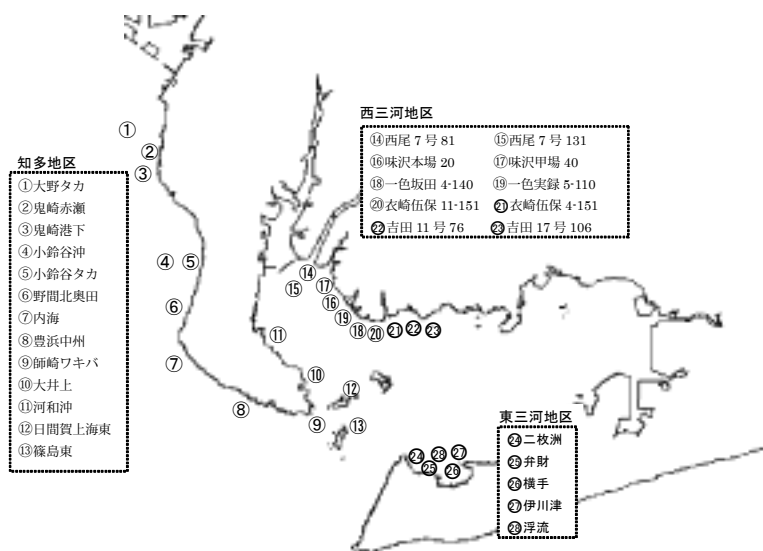 知多地区
①大野タカ
②鬼崎赤瀬
③鬼崎港下
④小鈴谷沖
⑤小鈴谷タカ
⑥野間北奥田
⑦内海
⑧豊浜中州
⑨師崎ワキバ
⑩大井上
⑪河和沖
⑫日間賀上海東
⑬篠島東
西三河地区
⑭西尾 7 号 81 ⑮西尾 7 号 131
⑯味沢本場 20 ⑰味沢甲場 40
⑱一色坂田 4-140 ⑲一色実録 5-110
⑳衣崎伍保 11-151 ㉑衣崎伍保 4-151
㉒吉田 11 号 76 ㉓吉田 17 号 106
東三河地区
㉔二枚洲
㉕弁財
㉖横手
㉗伊川津
㉘浮流
①
②
③
④ ⑤
⑥
⑦
⑧
⑨
⑩
⑪
⑫
⑬
⑭
⑮ ⑰
⑯
⑲
⑱ ⑳ ㉑ ㉒ ㉓
㉔ ㉘ ㉗
㉕ ㉖